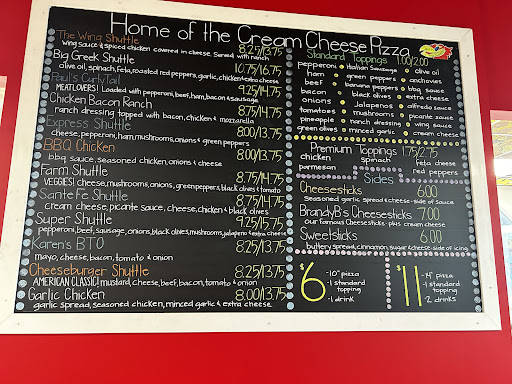 Home of the Cream Cheese Pizza
The Wing Shuttle 8.25/13.75
Wing sauce & spiced chicken covered in cheese. Served with ranch
Big Greek Shuttle 10.75/16.75
olive oil, spinach, feta, roasted red peppers, garlic, chicken & extra cheese
Paul's CurlyTail 9.25/14.75
MEATLOVERS! Loaded with pepperoni, beef, ham, bacon & sausage
Chicken Bacon Ranch 8.75/14.75
ranch dressing topped with bacon, chicken & mozzarella
Express Shuttle 8.00/13.75
cheese, pepperoni, ham, mushrooms, onions & green peppers
BBQ Chicken 8.00/13.75
bbq sauce, seasoned chicken, onions & cheese
Farm Shuttle 8.75/14.75
VEGGIES! cheese, mushrooms, onions, green peppers, black olives & tomato
Sante Fe Shuttle 8.75/14.75
cream cheese, picante sauce, cheese, chicken & black olives
Super Shuttle 9.25/15.75
pepperoni, beef, sausage, onions, black olives, mushrooms, jalapeno & extra cheese
Karen's BTO 8.25/13.75
mayo, cheese, bacon, tomato & onion
Cheeseburger Shuttle 8.25/13.75
AMERICAN CLASSIC! mustard, cheese, beef, bacon, tomato & onion
Garlic Chicken 8.00/13.75
garlic spread, seasoned chicken, minced garlic & extra cheese
Standard Toppings 1.00/2.00
pepperoni
ham
beef
bacon
onions
tomatoes
pineapple
green olives
Italian Sausage
green peppers
banana peppers
black olives
Jalapenos
mushrooms
ranch dressing
minced garlic
olive oil
anchovies
bbq sauce
extra cheese
alfredo sauce
picante sauce
wing sauce
cream cheese
Premium Toppings 1.75/2.75
chicken spinach feta cheese
parmesan red peppers
Sides
Cheesesticks 6.00
seasoned garlic spread & cheese-side of sauce
BrandyB's Cheesesticks 7.00
our famous Cheesesticks-plus cream cheese
Sweetsticks 6.00
buttery spread, cinnamon, sugar & cheese-side of icing
$6
-10" pizza
-1 standard
topping
-1 drink
$11
-14" pizza
-1 standard
topping
-2 drinks